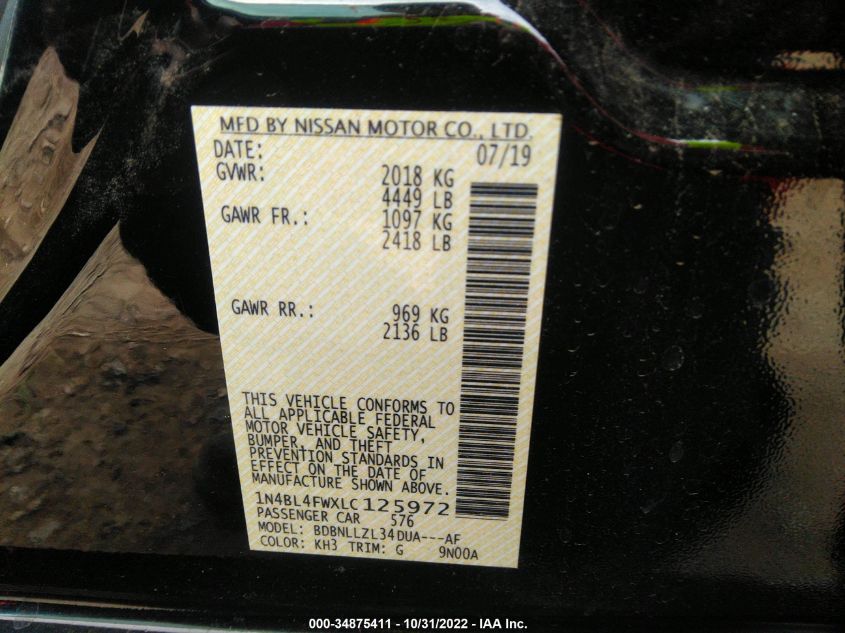 MFD BY NISSAN MOTOR CO., LTD.
DATE: 07/19
GVWR: 2018 KG
4449 LB
GAWR FR.: 1097 KG
2418 LB
GAWR RR.: 969 KG
2136 LB
THIS VEHICLE CONFORMS TO
ALL APPLICABLE FEDERAL
MOTOR VEHICLE SAFETY,
BUMPER, AND THEFT
PREVENTION STANDARDS IN
EFFECT ON THE DATE OF
MANUFACTURE SHOWN ABOVE.
1N4BL4FWXLC125972
PASSENGER CAR 576
MODEL: BDBNLLZL34DUA---AF
COLOR: KH3 TRIM: G 9N00A
000-34875411 - 10/31/2022 - IAA Inc.